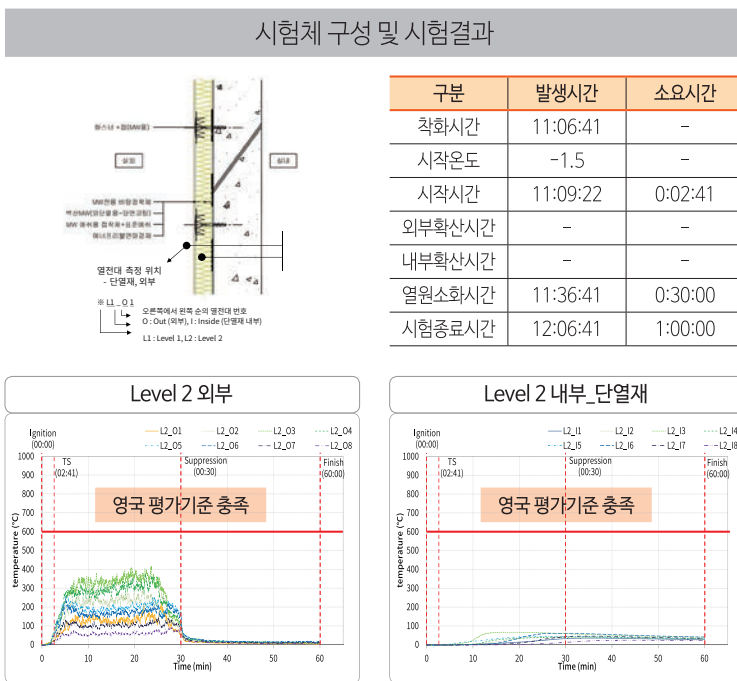 시험체 구성 및 시험결과
실외
실내
열전대 측정 위치
- 단열재, 외부
※ L1_O1
오른쪽에서 왼쪽 순의 열전대 번호
O : Out (외부), I : Inside (단열재 내부)
L1 : Level 1, L2 : Level 2
구분 발생시간 소요시간
착화시간 11:06:41 -
시작온도 -1.5 -
시작시간 11:09:22 0:02:41
외부확산시간 - -
내부확산시간 - -
열원소화시간 11:36:41 0:30:00
시험종료시간 12:06:41 1:00:00
Level 2 외부
Ignition
(00:00)
L2_O1 L2_O2 L2_O3 L2_O4
L2_O5 L2_O6 L2_O7 L2_O8
TS
(02:41)
Suppression
(00:30)
Finish
(60:00)
영국 평가기준 충족
temperature (°C)
1000
900
800
700
600
500
400
300
200
100
0
0 10 20 30 40 50 60
Time (min)
Level 2 내부_단열재
Ignition
(00:00)
L2_I1 L2_I2 L2_I3 L2_I4
L2_I5 L2_I6 L2_I7 L2_I8
TS
(02:41)
Suppression
(00:30)
Finish
(60:00)
영국 평가기준 충족
temperature (°C)
1000
900
800
700
600
500
400
300
200
100
0
0 10 20 30 40 50 60
Time (min)